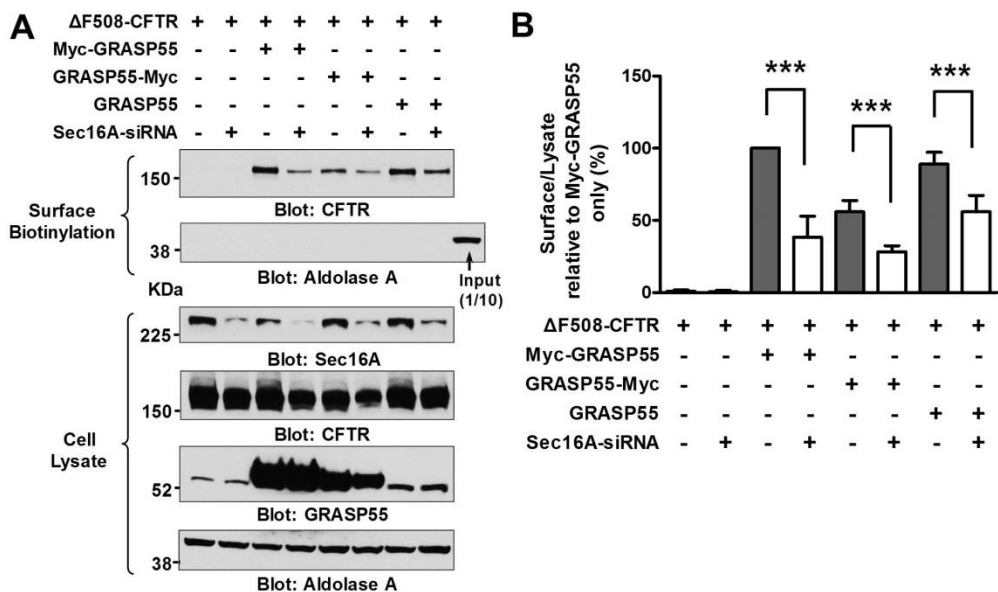 A
ΔF508-CFTR + + + + + + + +
Myc-GRASP55 - - + + - - - -
GRASP55-Myc - - - - + + - -
GRASP55 - - - - - - + +
Sec16A-siRNA - + - + - + - +
Surface Biotinylation
150
Blot: CFTR
38
Blot: Aldolase A
Input (1/10)
KDa
Cell Lysate
225
Blot: Sec16A
150
Blot: CFTR
52
Blot: GRASP55
38
Blot: Aldolase A
B
Surface/Lysate
relative to Myc-GRASP55
only (%)
150
100
50
0
*** *** ***
ΔF508-CFTR + + + + + + + +
Myc-GRASP55 - - + + - - - -
GRASP55-Myc - - - - + + - -
GRASP55 - - - - - - + +
Sec16A-siRNA - + - + - + - +